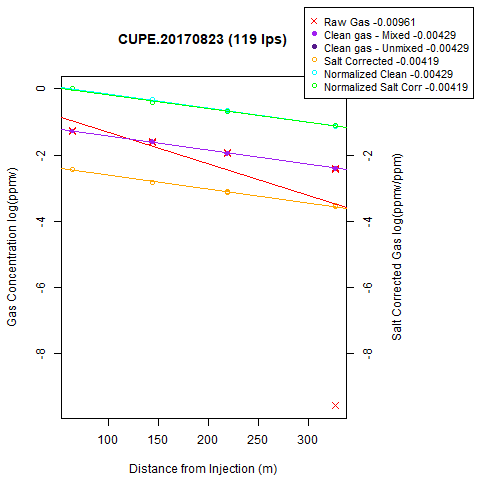 Raw Gas -0.00961
Clean gas - Mixed -0.00429
Clean gas - Unmixed -0.00429
Salt Corrected -0.00419
Normalized Clean -0.00429
Normalized Salt Corr -0.00419
CUPE.20170823 (119 lps)
Gas Concentration log(ppmv)
0
-2
-4
-6
-8
0
-2
-4
-6
-8
Salt Corrected Gas log(ppmv/ppm)
100 150 200 250 300
Distance from Injection (m)